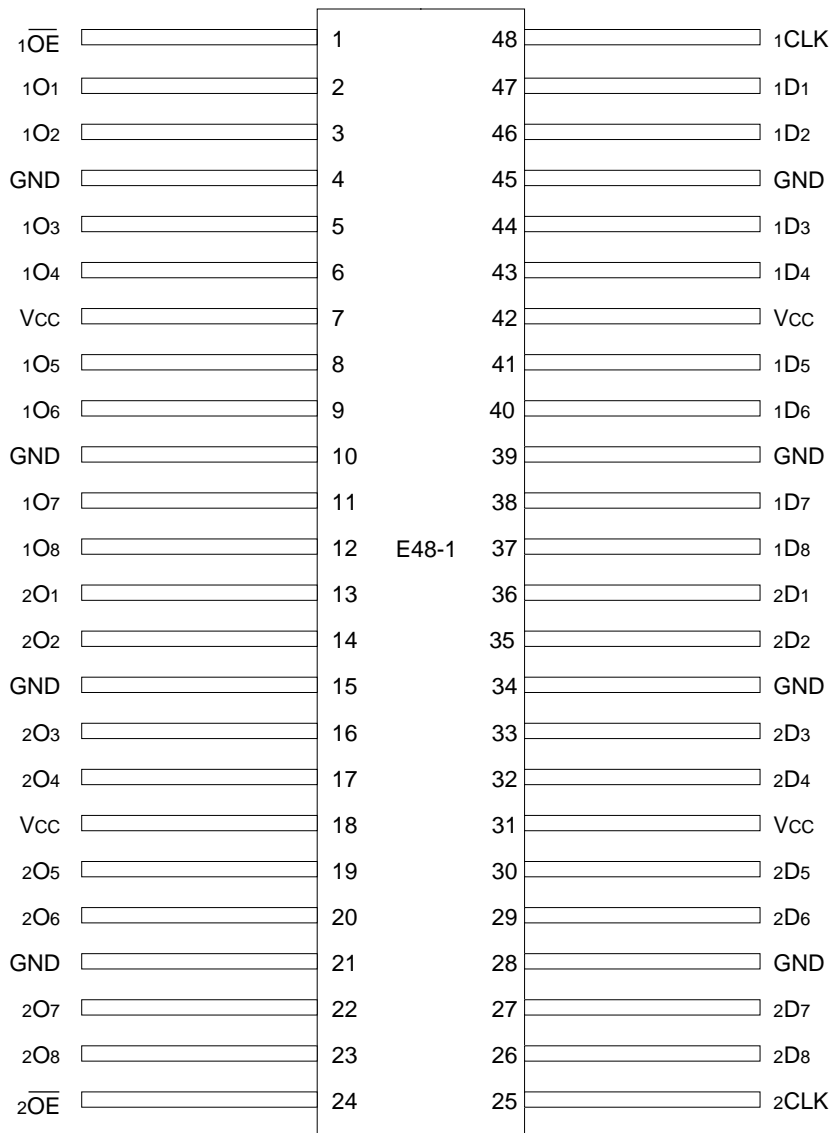 1O̅E̅ 1 48 1CLK
1O1 2 47 1D1
1O2 3 46 1D2
GND 4 45 GND
1O3 5 44 1D3
1O4 6 43 1D4
VCC 7 42 VCC
1O5 8 41 1D5
1O6 9 40 1D6
GND 10 39 GND
1O7 11 38 1D7
1O8 12 E48-1 37 1D8
2O1 13 36 2D1
2O2 14 35 2D2
GND 15 34 GND
2O3 16 33 2D3
2O4 17 32 2D4
VCC 18 31 VCC
2O5 19 30 2D5
2O6 20 29 2D6
GND 21 28 GND
2O7 22 27 2D7
2O8 23 26 2D8
2O̅E̅ 24 25 2CLK